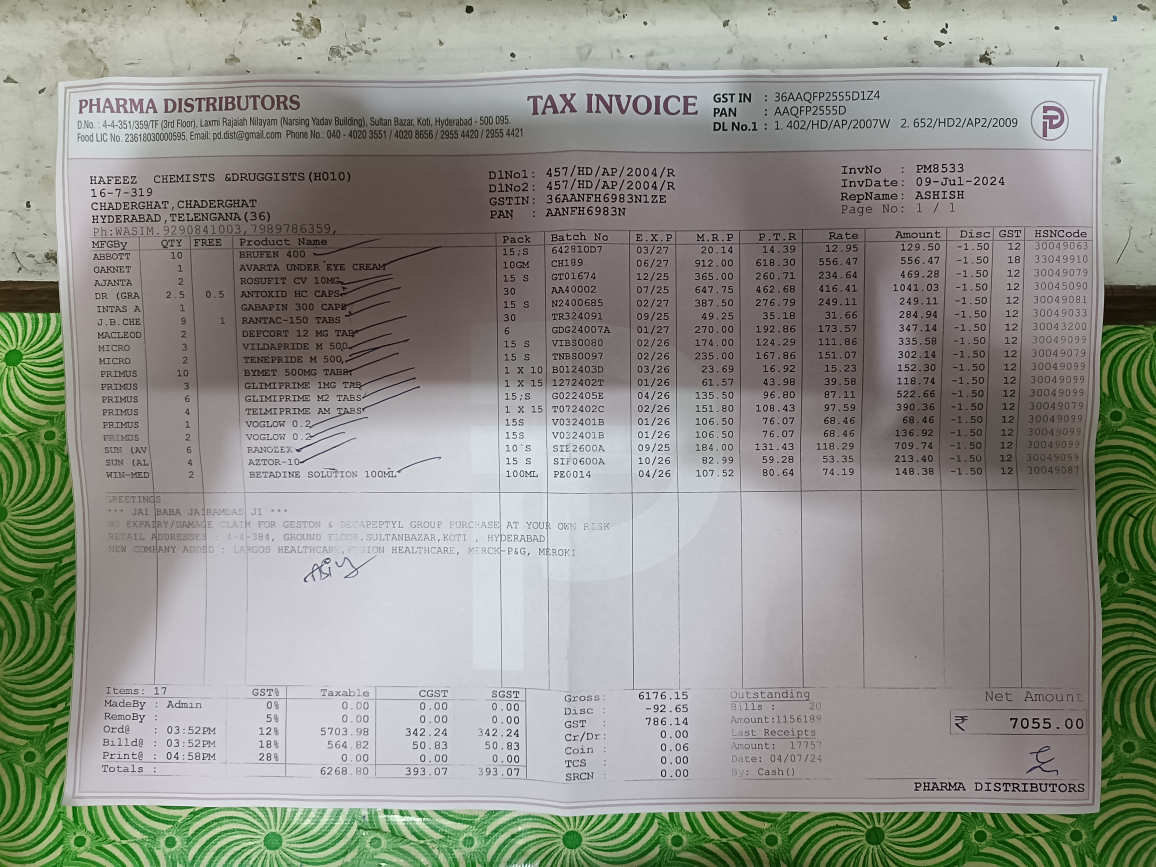 PHARMA DISTRIBUTORS
D.No. : 4-4-351/359/TF (3rd Floor), Laxmi Rajaiah Nilayam (Narsing Yadav Building), Sultan Bazar, Koti, Hyderabad - 500 095.
Food LIC No. 23618030000595, Email: pd.dist@gmail.com Phone No.: 040 - 4020 3551 / 4020 8656 / 2955 4420 / 2955 4421
TAX INVOICE
GST IN : 36AAQFP2555D1Z4
PAN : AAQFP2555D
DL No.1 : 1. 402/HD/AP/2007W 2. 652/HD2/AP2/2009
HAFEEZ CHEMISTS &DRUGGISTS(H010)
16-7-319
CHADERGHAT,CHADERGHAT
HYDERABAD,TELENGANA(36)
Ph:WASIM.9290841003,7989786359,
DlNo1: 457/HD/AP/2004/R
DlNo2: 457/HD/AP/2004/R
GSTIN: 36AANFH6983N1ZE
PAN : AANFH6983N
InvNo : PM8533
InvDate: 09-Jul-2024
RepName: ASHISH
Page No: 1 / 1
MFGBy QTY FREE Product Name Pack Batch No E.X.P M.R.P P.T.R Rate Amount Disc GST HSNCode
ABBOTT 10 BRUFEN 400 15;S 642910D7 03/27 20.14 14.39 12.95 129.50 -1.50 12 30049063
OAKNET 1 AVARTA UNDER EYE CREAM 10GM CH189 06/27 912.00 618.30 556.47 556.47 -1.50 18 33049910
AJANTA 2 ROSUFIT CV 10MG 15 S GT01674 12/25 365.00 260.71 234.64 469.28 -1.50 12 30049079
DR (GRA 2.5 0.5 ANTOXID HC CAPS 30 AA40002 07/25 647.75 462.68 416.41 1041.03 -1.50 12 30045090
INTAS A 1 GABAPIN 300 CAPS 15 S N2400685 02/27 387.50 276.79 249.11 249.11 -1.50 12 30049081
J.B.CHE 9 1 RANTAC-150 TABS 30 TR324091 09/25 49.25 35.18 31.66 284.94 -1.50 12 30049033
MACLEOD 2 DEFCORT 12 MG TAB 6 GDG24007A 01/27 270.00 192.86 173.57 347.14 -1.50 12 30043200
MICRO 3 VILDAPRIDE M 500 15 S VIBS0080 02/26 174.00 124.29 111.86 335.58 -1.50 12 30049099
MICRO 2 TENEPRIDE M 500 15 S TNBS0097 02/26 235.00 167.86 151.07 302.14 -1.50 12 30049079
PRIMUS 10 BYMET 500MG TABS 1 X 10 B012403D 03/26 23.69 16.92 15.23 152.30 -1.50 12 30049099
PRIMUS 3 GLIMIPRIME 1MG TAB 1 X 15 1272402T 01/26 61.57 43.98 39.58 118.74 -1.50 12 30049099
PRIMUS 6 GLIMIPRIME M2 TABS 15;S G022405E 04/26 135.50 96.80 87.11 522.66 -1.50 12 30049099
PRIMUS 4 TELMIPRIME AM TABS 1 X 15 T072402C 02/26 151.80 108.43 97.59 390.36 -1.50 12 30049079
PRIMUS 1 VOGLOW 0.2 15S V032401B 01/26 106.50 76.07 68.46 68.46 -1.50 12 30049099
PRIMUS 2 VOGLOW 0.2 15S V032401B 01/26 106.50 76.07 68.46 136.92 -1.50 12 30049099
SUN (AV 6 RANOZEX 10`S SIE2600A 09/25 184.00 131.43 118.29 709.74 -1.50 12 30049099
SUN (AL 4 AZTOR-10 15 S SIF0600A 10/26 82.99 59.28 53.35 213.40 -1.50 12 30049099
WIN-MED 2 BETADINE SOLUTION 100ML 100ML PE0014 04/26 107.52 80.64 74.19 148.38 -1.50 12 30049087
GREETINGS
*** JAI BABA JAIRAMDAS JI ***
NO EXPAIRY/DAMAGE CLAIM FOR GESTON & DECAPEPTYL GROUP PURCHASE AT YOUR OWN RISK
RETAIL ADDRESSES : 4-4-384, GROUND FLOOR,SULTANBAZAR,KOTI , HYDERABAD
NEW COMPANY ADDED : LARGOS HEALTHCARE,FUSION HEALTHCARE, MERCK-P&G, MEROKI
Items: 17 GST% Taxable CGST SGST
MadeBy : Admin 0% 0.00 0.00 0.00
RemoBy : 5% 0.00 0.00 0.00
Ord@ : 03:52PM 12% 5703.98 342.24 342.24
Billd@ : 03:52PM 18% 564.82 50.83 50.83
Print@ : 04:58PM 28% 0.00 0.00 0.00
Totals : 6268.80 393.07 393.07
Gross: 6176.15
Disc : -92.65
GST : 786.14
Cr/Dr: 0.00
Coin : 0.06
TCS : 0.00
SRCN : 0.00
Outstanding
Bills : 20
Amount:1156189
Last Receipts
Amount: 17757
Date: 04/07/24
By: Cash()
Net Amount
₹ 7055.00
PHARMA DISTRIBUTORS